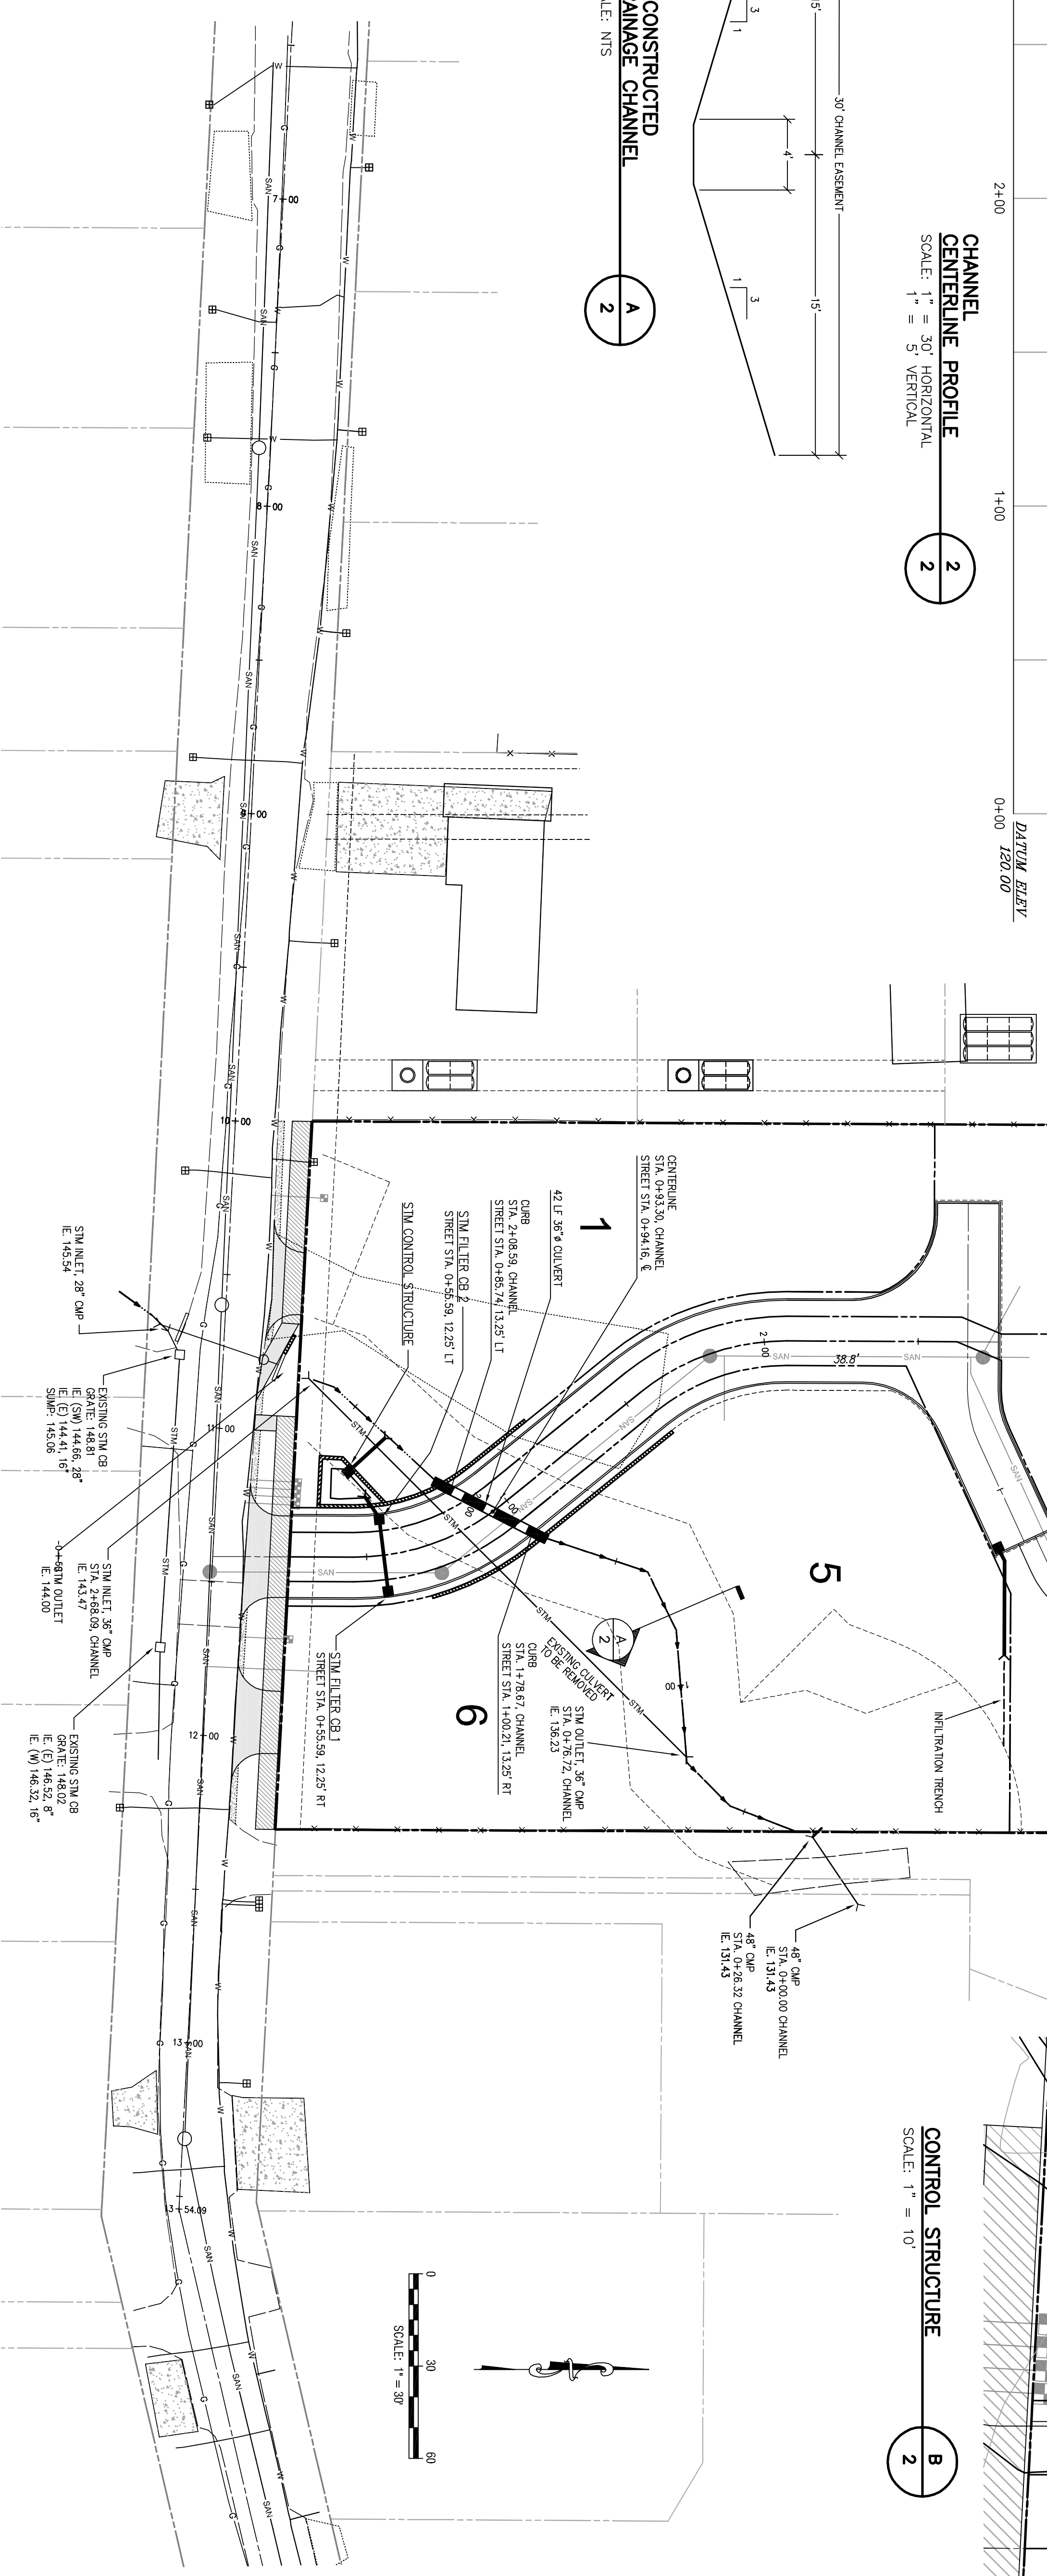 2+00
1+00
0+00
DATUM ELEV
120.00
CHANNEL
CENTERLINE PROFILE
SCALE: 1" = 30' HORIZONTAL
1" = 5' VERTICAL
2
2
30' CHANNEL EASEMENT
15'
15'
4'
3
1
1
3
CONSTRUCTED
AINAGE CHANNEL
ALE: NTS
A
2
CONTROL STRUCTURE
SCALE: 1" = 10'
B
2
CENTERLINE
STA. 0+93.30, CHANNEL
STREET STA. 0+94.16, ℄
1
42 LF 36"ø CULVERT
CURB
STA. 2+08.59, CHANNEL
STREET STA. 0+85.74, 13.25' LT
STM FILTER CB 2
STREET STA. 0+55.59, 12.25' LT
STM CONTROL STRUCTURE
5
6
INFILTRATION TRENCH
38.8'
2+00
1+00
A
2
EXISTING CULVERT
TO BE REMOVED
STM OUTLET, 36" CMP
STA. 0+76.72, CHANNEL
IE. 136.23
CURB
STA. 1+78.67, CHANNEL
STREET STA. 1+00.21, 13.25' RT
STM FILTER CB 1
STREET STA. 0+55.59, 12.25' RT
48" CMP
STA. 0+00.00 CHANNEL
IE. 131.43
48" CMP
STA. 0+26.32 CHANNEL
IE. 131.43
STM INLET, 28" CMP
IE. 145.54
EXISTING STM CB
GRATE: 148.81
IE. (SW) 144.66, 28"
IE. (E) 144.41, 16"
SUMP: 145.06
STM INLET, 36" CMP
STA. 2+68.09, CHANNEL
IE. 143.47
STM OUTLET
IE. 144.00
EXISTING STM CB
GRATE: 148.02
IE. (E) 146.52, 8"
IE. (W) 146.32, 16"
7+00
8+00
9+00
10+00
11+00
12+00
13+00
13+54.09
SAN
STM
W
G
0
30
60
SCALE: 1" = 30'